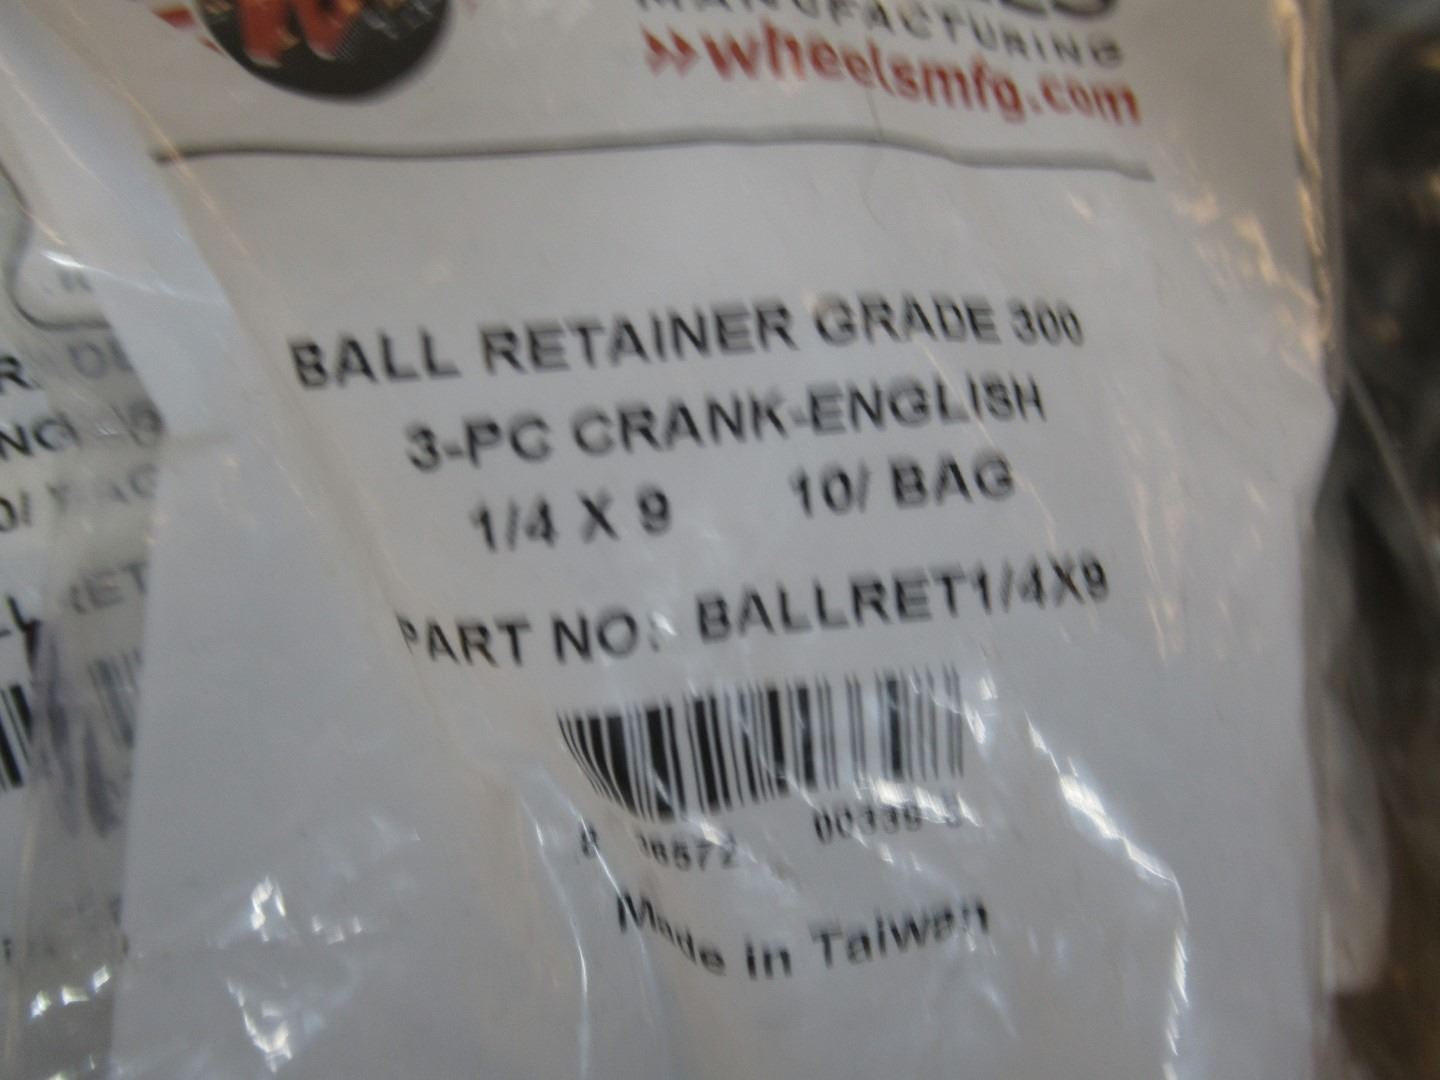 MANUFACTURING
»wheelsmfg.com
BALL RETAINER GRADE 300
3-PC CRANK-ENGLISH
1/4 X 9 10/ BAG
PART NO: BALLRET1/4X9
Made in Taiwan